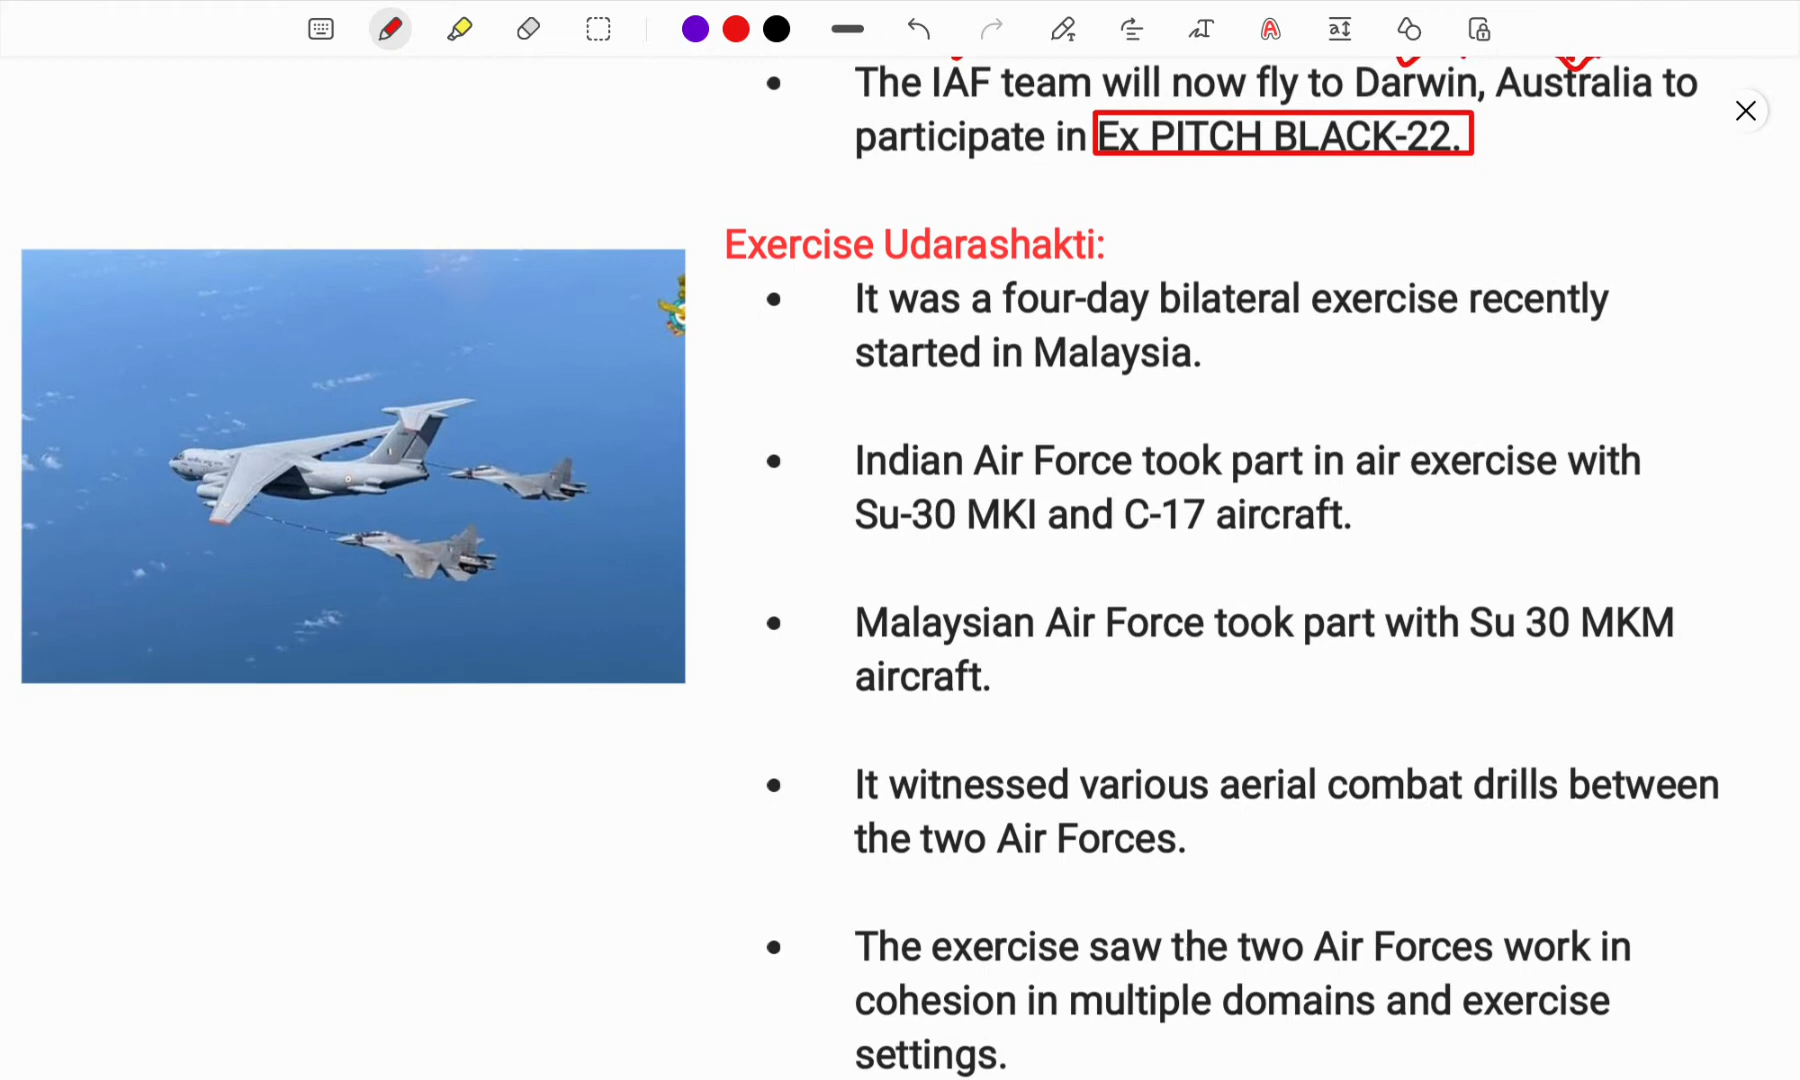 The IAF team will now fly to Darwin, Australia to
participate in Ex PITCH BLACK-22.
Exercise Udarashakti:
• It was a four-day bilateral exercise recently
started in Malaysia.
• Indian Air Force took part in air exercise with
Su-30 MKI and C-17 aircraft.
• Malaysian Air Force took part with Su 30 MKM
aircraft.
• It witnessed various aerial combat drills between
the two Air Forces.
• The exercise saw the two Air Forces work in
cohesion in multiple domains and exercise
settings.